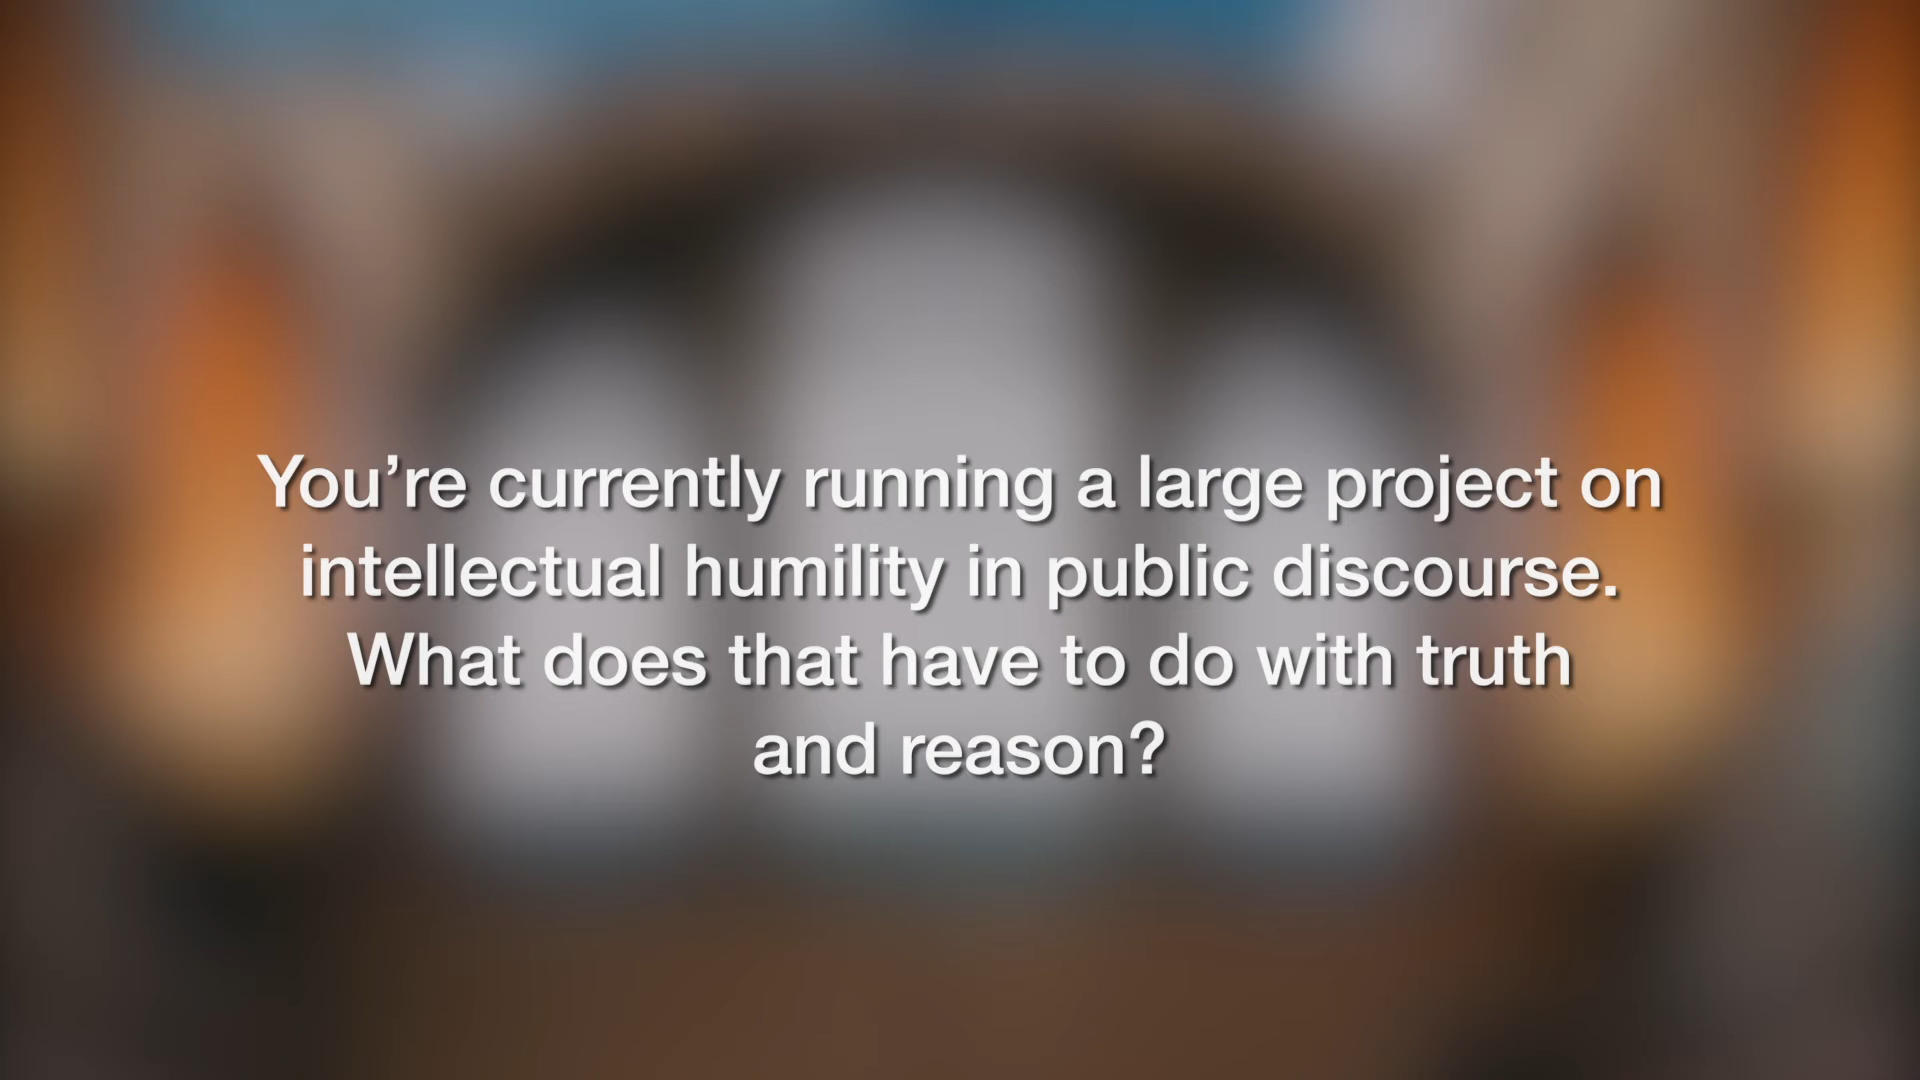 You’re currently running a large project on
intellectual humility in public discourse.
What does that have to do with truth
and reason?